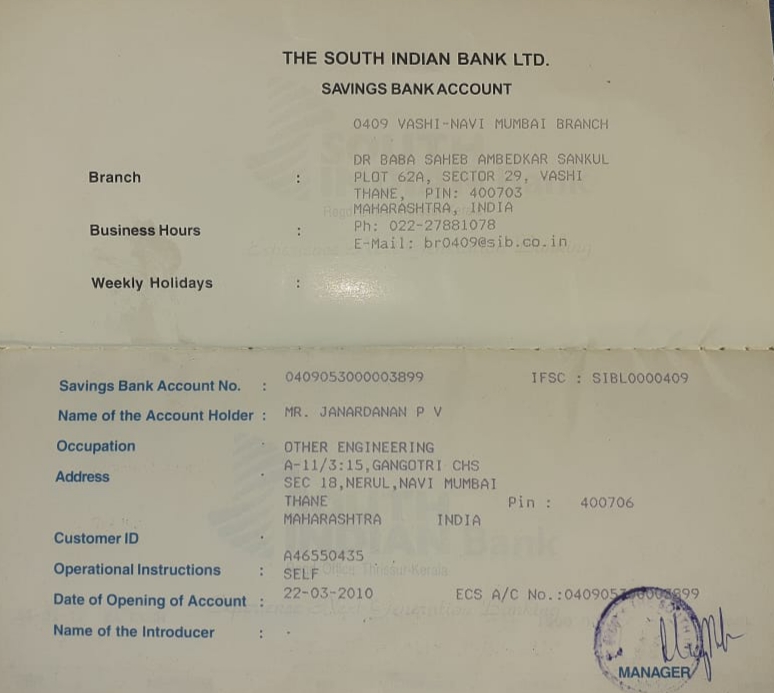 THE SOUTH INDIAN BANK LTD.
SAVINGS BANK ACCOUNT
0409 VASHI-NAVI MUMBAI BRANCH
Branch : DR BABA SAHEB AMBEDKAR SANKUL
PLOT 62A, SECTOR 29, VASHI
THANE, PIN: 400703
MAHARASHTRA, INDIA
Business Hours : Ph: 022-27881078
E-Mail: br0409@sib.co.in
Weekly Holidays :
Savings Bank Account No. : 0409053000003899 IFSC : SIBL0000409
Name of the Account Holder : MR. JANARDANAN P V
Occupation : OTHER ENGINEERING
Address : A-11/3:15,GANGOTRI CHS
SEC 18,NERUL,NAVI MUMBAI
THANE Pin : 400706
MAHARASHTRA INDIA
Customer ID : A46550435
Operational Instructions : SELF
Date of Opening of Account : 22-03-2010 ECS A/C No.:0409053000003899
Name of the Introducer : .
MANAGER